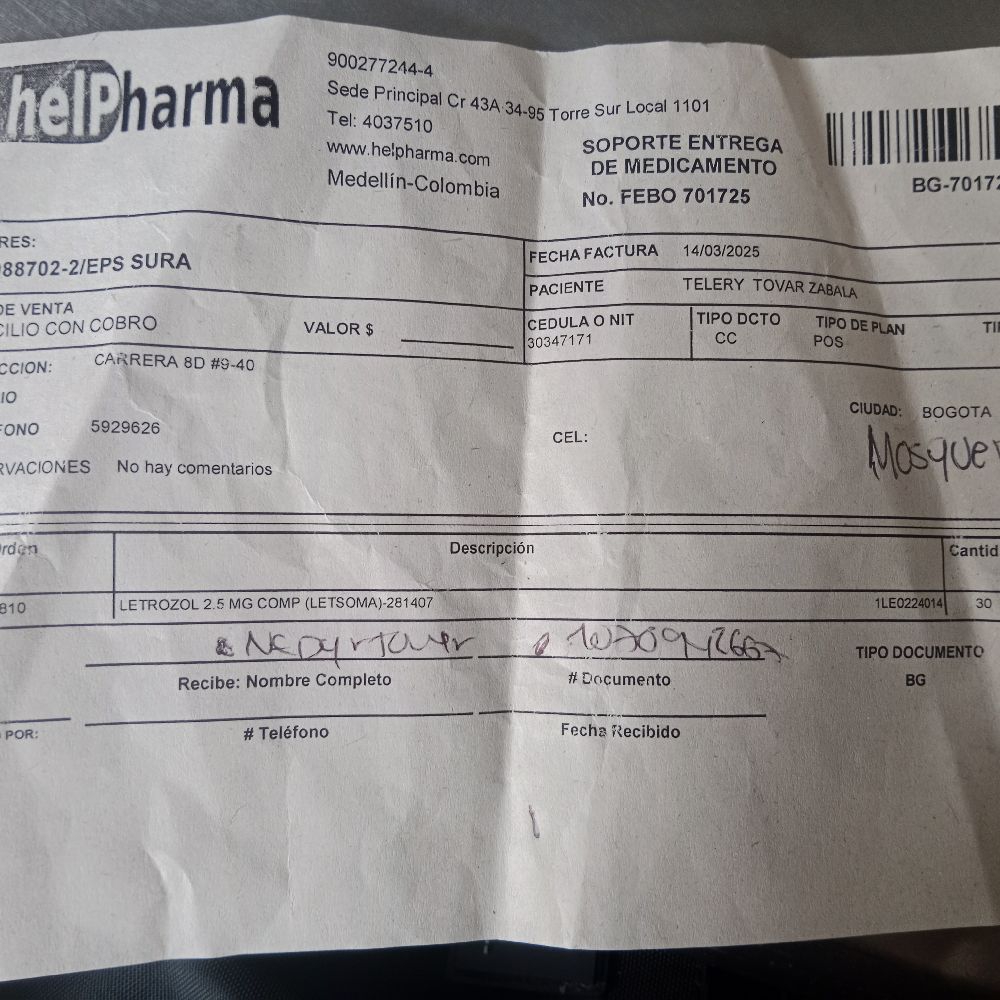 helPharma
900277244-4
Sede Principal Cr 43A 34-95 Torre Sur Local 1101
Tel: 4037510
www.helpharma.com
Medellín-Colombia
SOPORTE ENTREGA
DE MEDICAMENTO
No. FEBO 701725
BG-70172
RES:
88702-2/EPS SURA
FECHA FACTURA 14/03/2025
PACIENTE TELERY TOVAR ZABALA
DE VENTA
CILIO CON COBRO VALOR $
CEDULA O NIT TIPO DCTO TIPO DE PLAN TI
30347171 CC POS
CCION: CARRERA 8D #9-40
IO
CIUDAD: BOGOTA
FONO 5929626 CEL:
Mosquer
RVACIONES No hay comentarios
rden Descripción Cantid
810 LETROZOL 2.5 MG COMP (LETSOMA)-281407 1LE0224014 30
Recibe: Nombre Completo # Documento
TIPO DOCUMENTO
BG
POR: # Teléfono Fecha Recibido